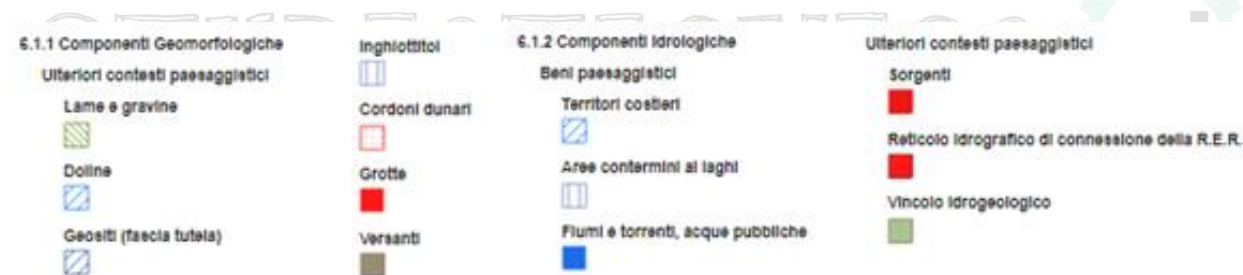 6.1.1 Componenti Geomorfologiche
Ulteriori contesti paesaggistici
Lame e gravine
Doline
Geositi (fascia tutela)
Inghiottitoi
Cordoni dunari
Grotte
Versanti
6.1.2 Componenti Idrologiche
Beni paesaggistici
Territori costieri
Aree contermini ai laghi
Fiumi e torrenti, acque pubbliche
Ulteriori contesti paesaggistici
Sorgenti
Reticolo idrografico di connessione della R.E.R.
Vincolo idrogeologico